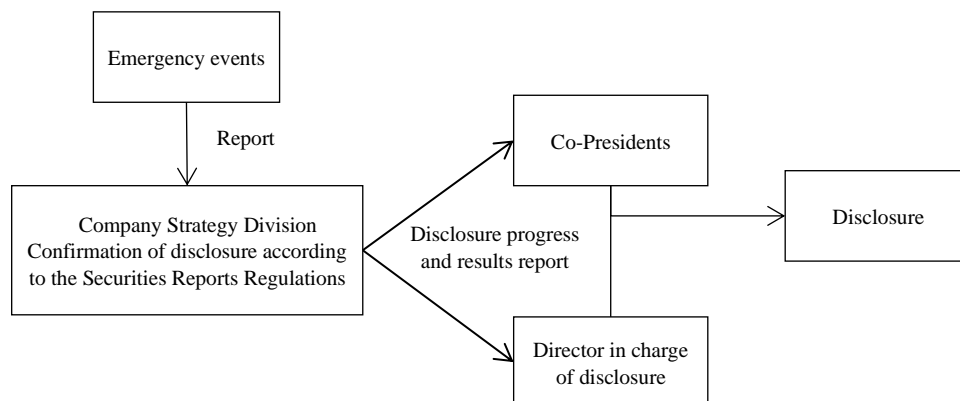 Emergency events
Report
Co-Presidents
Company Strategy Division
Confirmation of disclosure according
to the Securities Reports Regulations
Disclosure progress
and results report
Disclosure
Director in charge
of disclosure